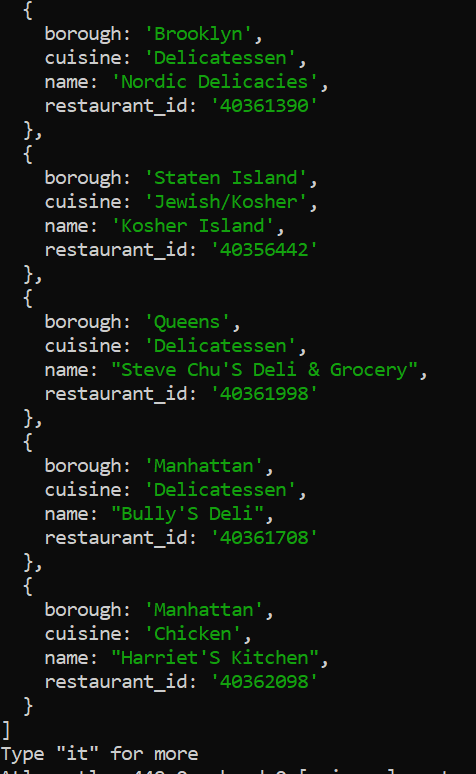 {
borough: 'Brooklyn',
cuisine: 'Delicatessen',
name: 'Nordic Delicacies',
restaurant_id: '40361390'
},
{
borough: 'Staten Island',
cuisine: 'Jewish/Kosher',
name: 'Kosher Island',
restaurant_id: '40356442'
},
{
borough: 'Queens',
cuisine: 'Delicatessen',
name: "Steve Chu'S Deli & Grocery",
restaurant_id: '40361998'
},
{
borough: 'Manhattan',
cuisine: 'Delicatessen',
name: "Bully'S Deli",
restaurant_id: '40361708'
},
{
borough: 'Manhattan',
cuisine: 'Chicken',
name: "Harriet'S Kitchen",
restaurant_id: '40362098'
}
]
Type "it" for more